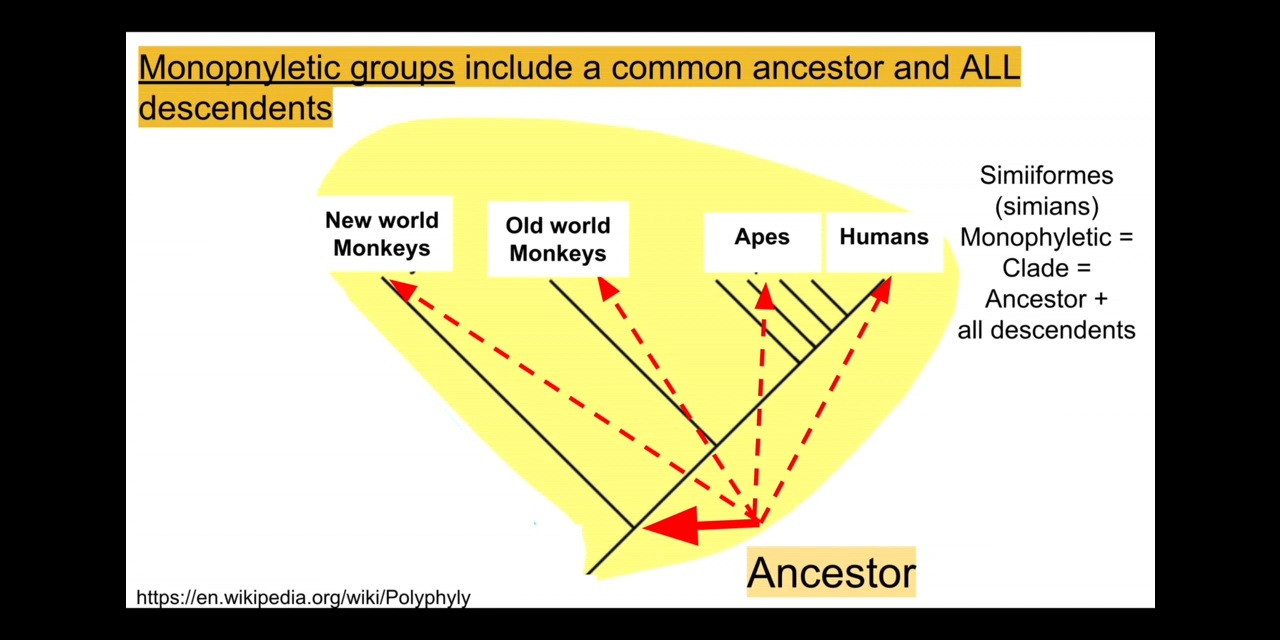 Monopnyletic groups include a common ancestor and ALL
descendents
New world
Monkeys
Old world
Monkeys
Apes
Humans
Simiiformes
(simians)
Monophyletic =
Clade =
Ancestor +
all descendents
Ancestor
https://en.wikipedia.org/wiki/Polyphyly